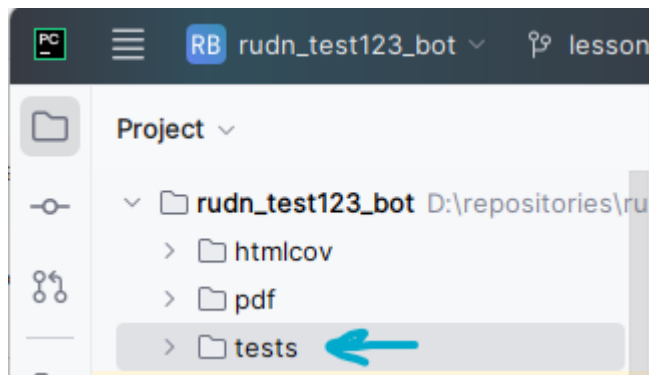 PC
RB rudn_test123_bot lesson
Project
rudn_test123_bot D:\repositories\ru
htmlcov
pdf
tests